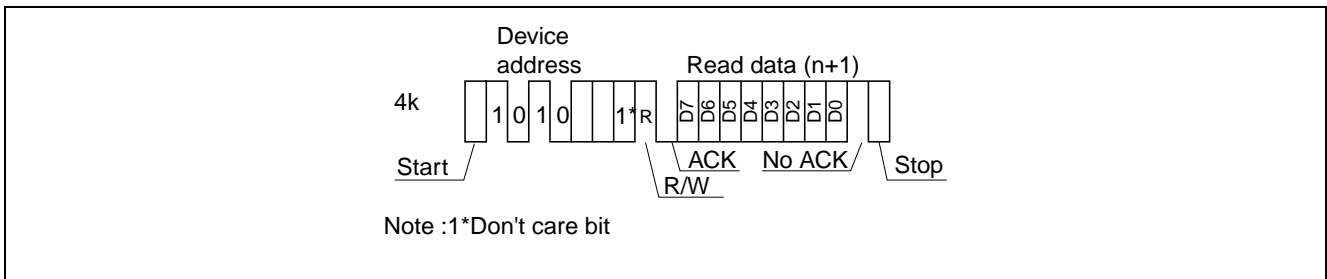 Device
address
Read data (n+1)
4k
1 0 1 0 1* R D7 D6 D5 D4 D3 D2 D1 D0
Start
ACK
No ACK
Stop
R/W
Note :1*Don't care bit